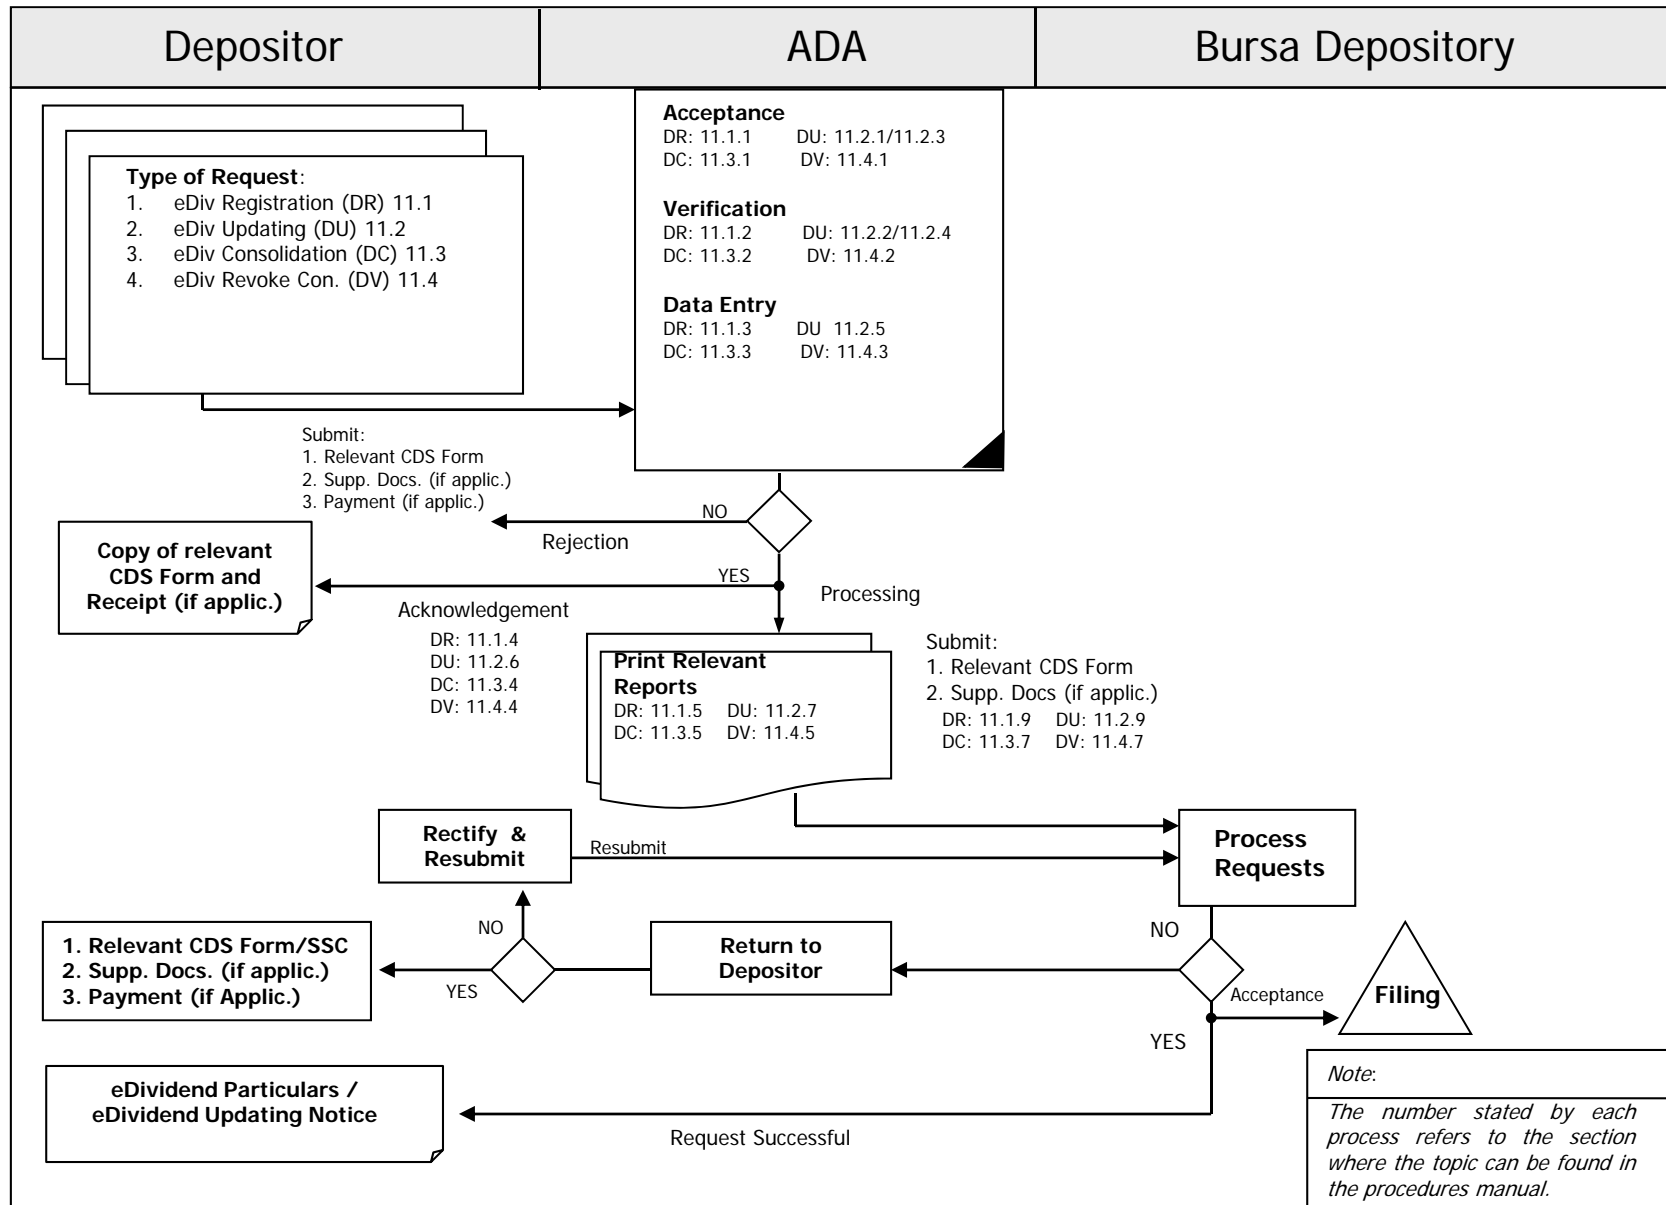 Depositor
ADA
Bursa Depository
Type of Request:
1. eDiv Registration (DR) 11.1
2. eDiv Updating (DU) 11.2
3. eDiv Consolidation (DC) 11.3
4. eDiv Revoke Con. (DV) 11.4
Acceptance
DR: 11.1.1 DU: 11.2.1/11.2.3
DC: 11.3.1 DV: 11.4.1
Verification
DR: 11.1.2 DU: 11.2.2/11.2.4
DC: 11.3.2 DV: 11.4.2
Data Entry
DR: 11.1.3 DU 11.2.5
DC: 11.3.3 DV: 11.4.3
Submit:
1. Relevant CDS Form
2. Supp. Docs. (if applic.)
3. Payment (if applic.)
NO
Rejection
Copy of relevant
CDS Form and
Receipt (if applic.)
YES
Processing
Acknowledgement
DR: 11.1.4
DU: 11.2.6
DC: 11.3.4
DV: 11.4.4
Print Relevant
Reports
DR: 11.1.5 DU: 11.2.7
DC: 11.3.5 DV: 11.4.5
Submit:
1. Relevant CDS Form
2. Supp. Docs (if applic.)
DR: 11.1.9 DU: 11.2.9
DC: 11.3.7 DV: 11.4.7
Rectify &
Resubmit
Resubmit
Process
Requests
NO
NO
1. Relevant CDS Form/SSC
2. Supp. Docs. (if applic.)
3. Payment (if Applic.)
YES
Return to
Depositor
Acceptance
Filing
YES
eDividend Particulars /
eDividend Updating Notice
Request Successful
Note:
The number stated by each
process refers to the section
where the topic can be found in
the procedures manual.